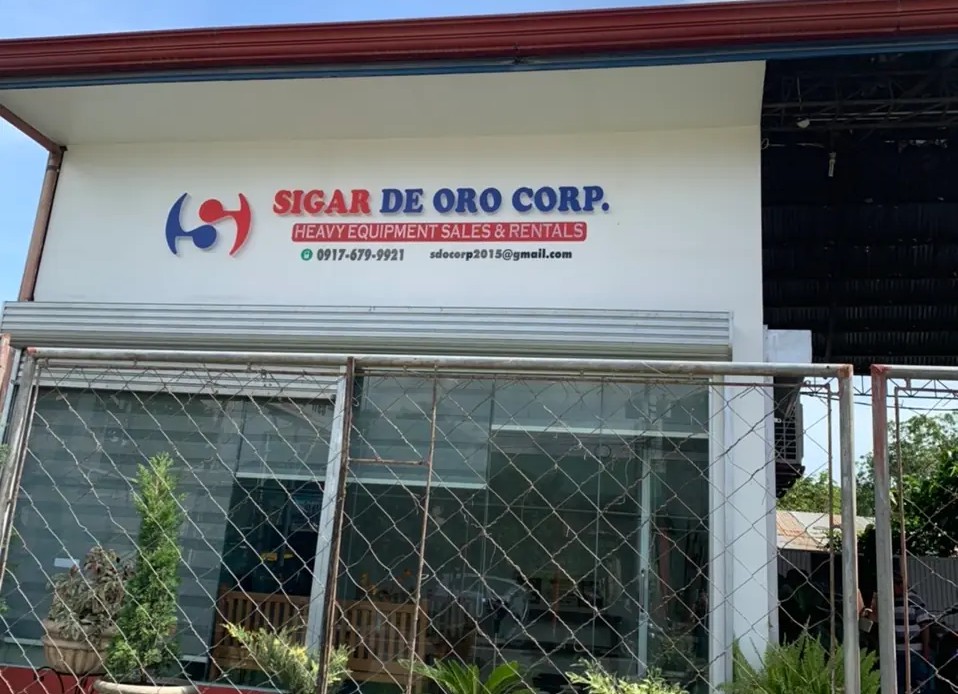 SIGAR DE ORO CORP.
HEAVY EQUIPMENT SALES & RENTALS
0917-679-9921 sdocorp2015@gmail.com